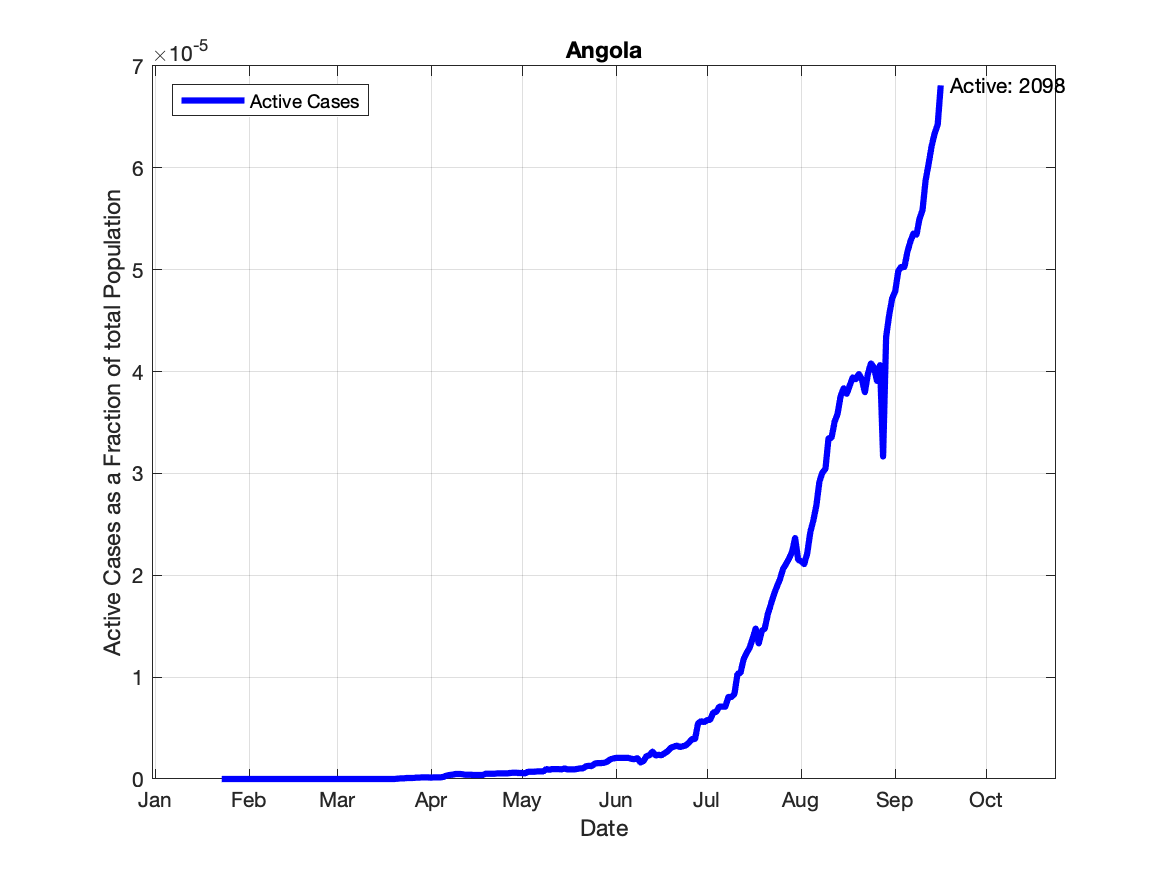 Angola
×10-5
Active Cases
Active: 2098
7
6
5
4
3
2
1
0
Active Cases as a Fraction of total Population
Jan Feb Mar Apr May Jun Jul Aug Sep Oct
Date